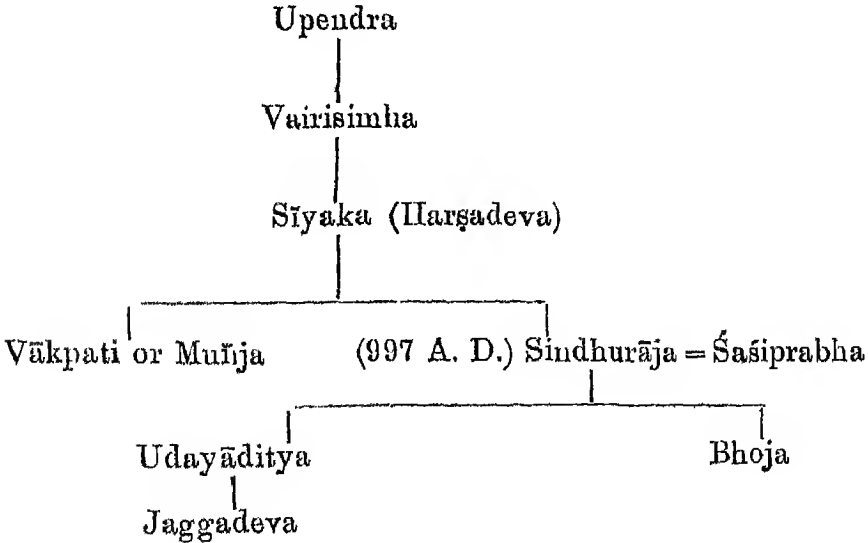 Upendra
Vairisimha
Sīyaka (Harṣadeva)
Vākpati or Muñja (997 A. D.) Sindhurāja = Śaśiprabha
Udayāditya Bhoja
Jaggadeva